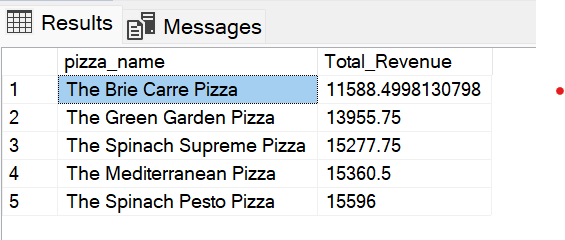 Results Messages
pizza_name Total_Revenue
1 The Brie Carre Pizza 11588.4998130798
2 The Green Garden Pizza 13955.75
3 The Spinach Supreme Pizza 15277.75
4 The Mediterranean Pizza 15360.5
5 The Spinach Pesto Pizza 15596